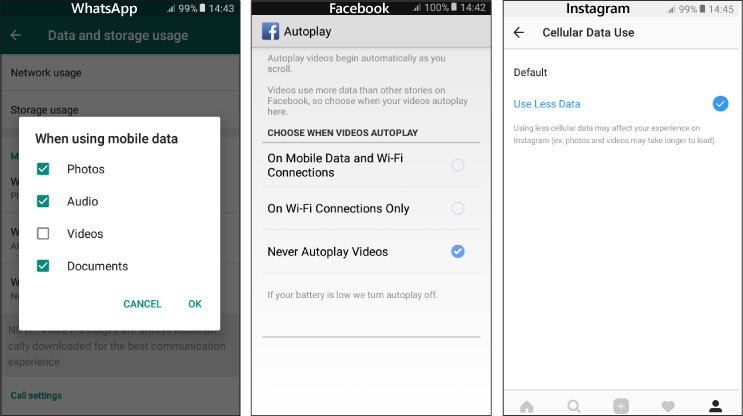 WhatsApp
99% 14:43
Data and storage usage
Network usage
Storage usage
When using mobile data
Photos
Audio
Videos
Documents
CANCEL OK
cally downloaded for the best communication
experience
Call settings
Facebook
100% 14:42
Autoplay
Autoplay videos begin automatically as you
scroll.
Videos use more data than other stories on
Facebook, so choose when your videos autoplay
here.
CHOOSE WHEN VIDEOS AUTOPLAY
On Mobile Data and Wi-Fi
Connections
On Wi-Fi Connections Only
Never Autoplay Videos
If your battery is low we turn autoplay off.
Instagram
99% 14:45
Cellular Data Use
Default
Use Less Data
Using less cellular data may affect your experience on
Instagram (ex: photos and videos may take longer to load).